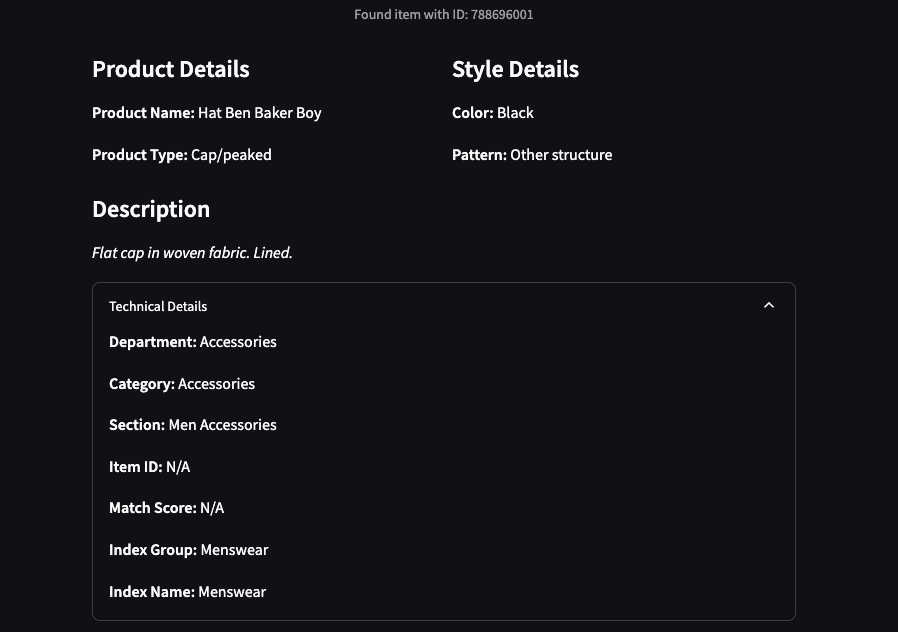 Found item with ID: 788696001
Product Details
Product Name: Hat Ben Baker Boy
Product Type: Cap/peaked
Style Details
Color: Black
Pattern: Other structure
Description
Flat cap in woven fabric. Lined.
Technical Details
Department: Accessories
Category: Accessories
Section: Men Accessories
Item ID: N/A
Match Score: N/A
Index Group: Menswear
Index Name: Menswear